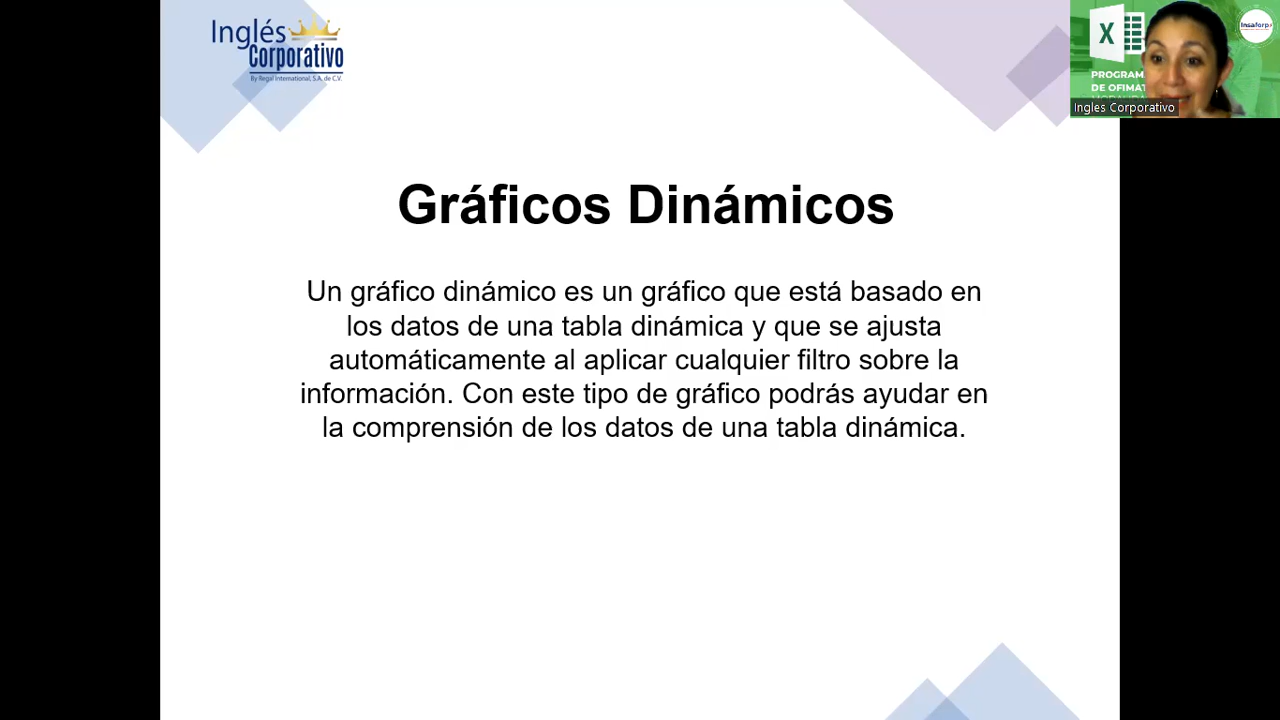 Inglés
Corporativo
By Regal International, S.A. de C.V.
Gráficos Dinámicos
Un gráfico dinámico es un gráfico que está basado en
los datos de una tabla dinámica y que se ajusta
automáticamente al aplicar cualquier filtro sobre la
información. Con este tipo de gráfico podrás ayudar en
la comprensión de los datos de una tabla dinámica.
X
Insaforp
PROGRAMA
DE OFIMAT
Ingles Corporativo